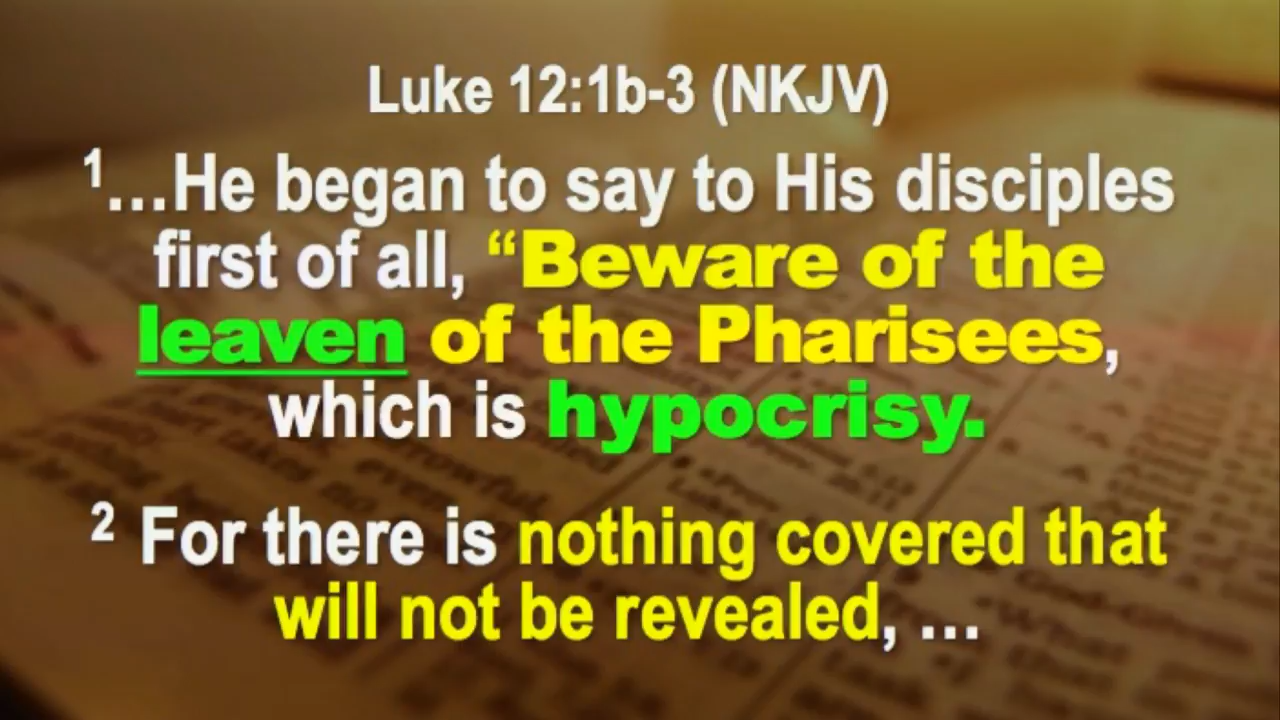 Luke 12:1b-3 (NKJV)
¹…He began to say to His disciples
first of all, “Beware of the
leaven of the Pharisees,
which is hypocrisy.
² For there is nothing covered that
will not be revealed, …